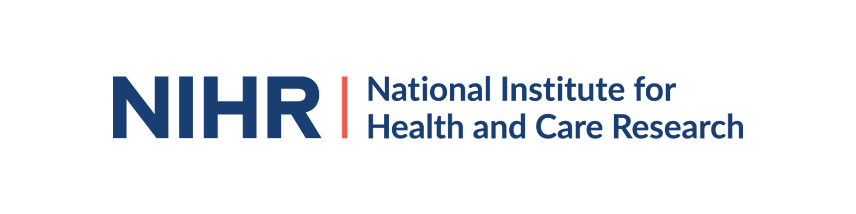 NIHR
National Institute for
Health and Care Research